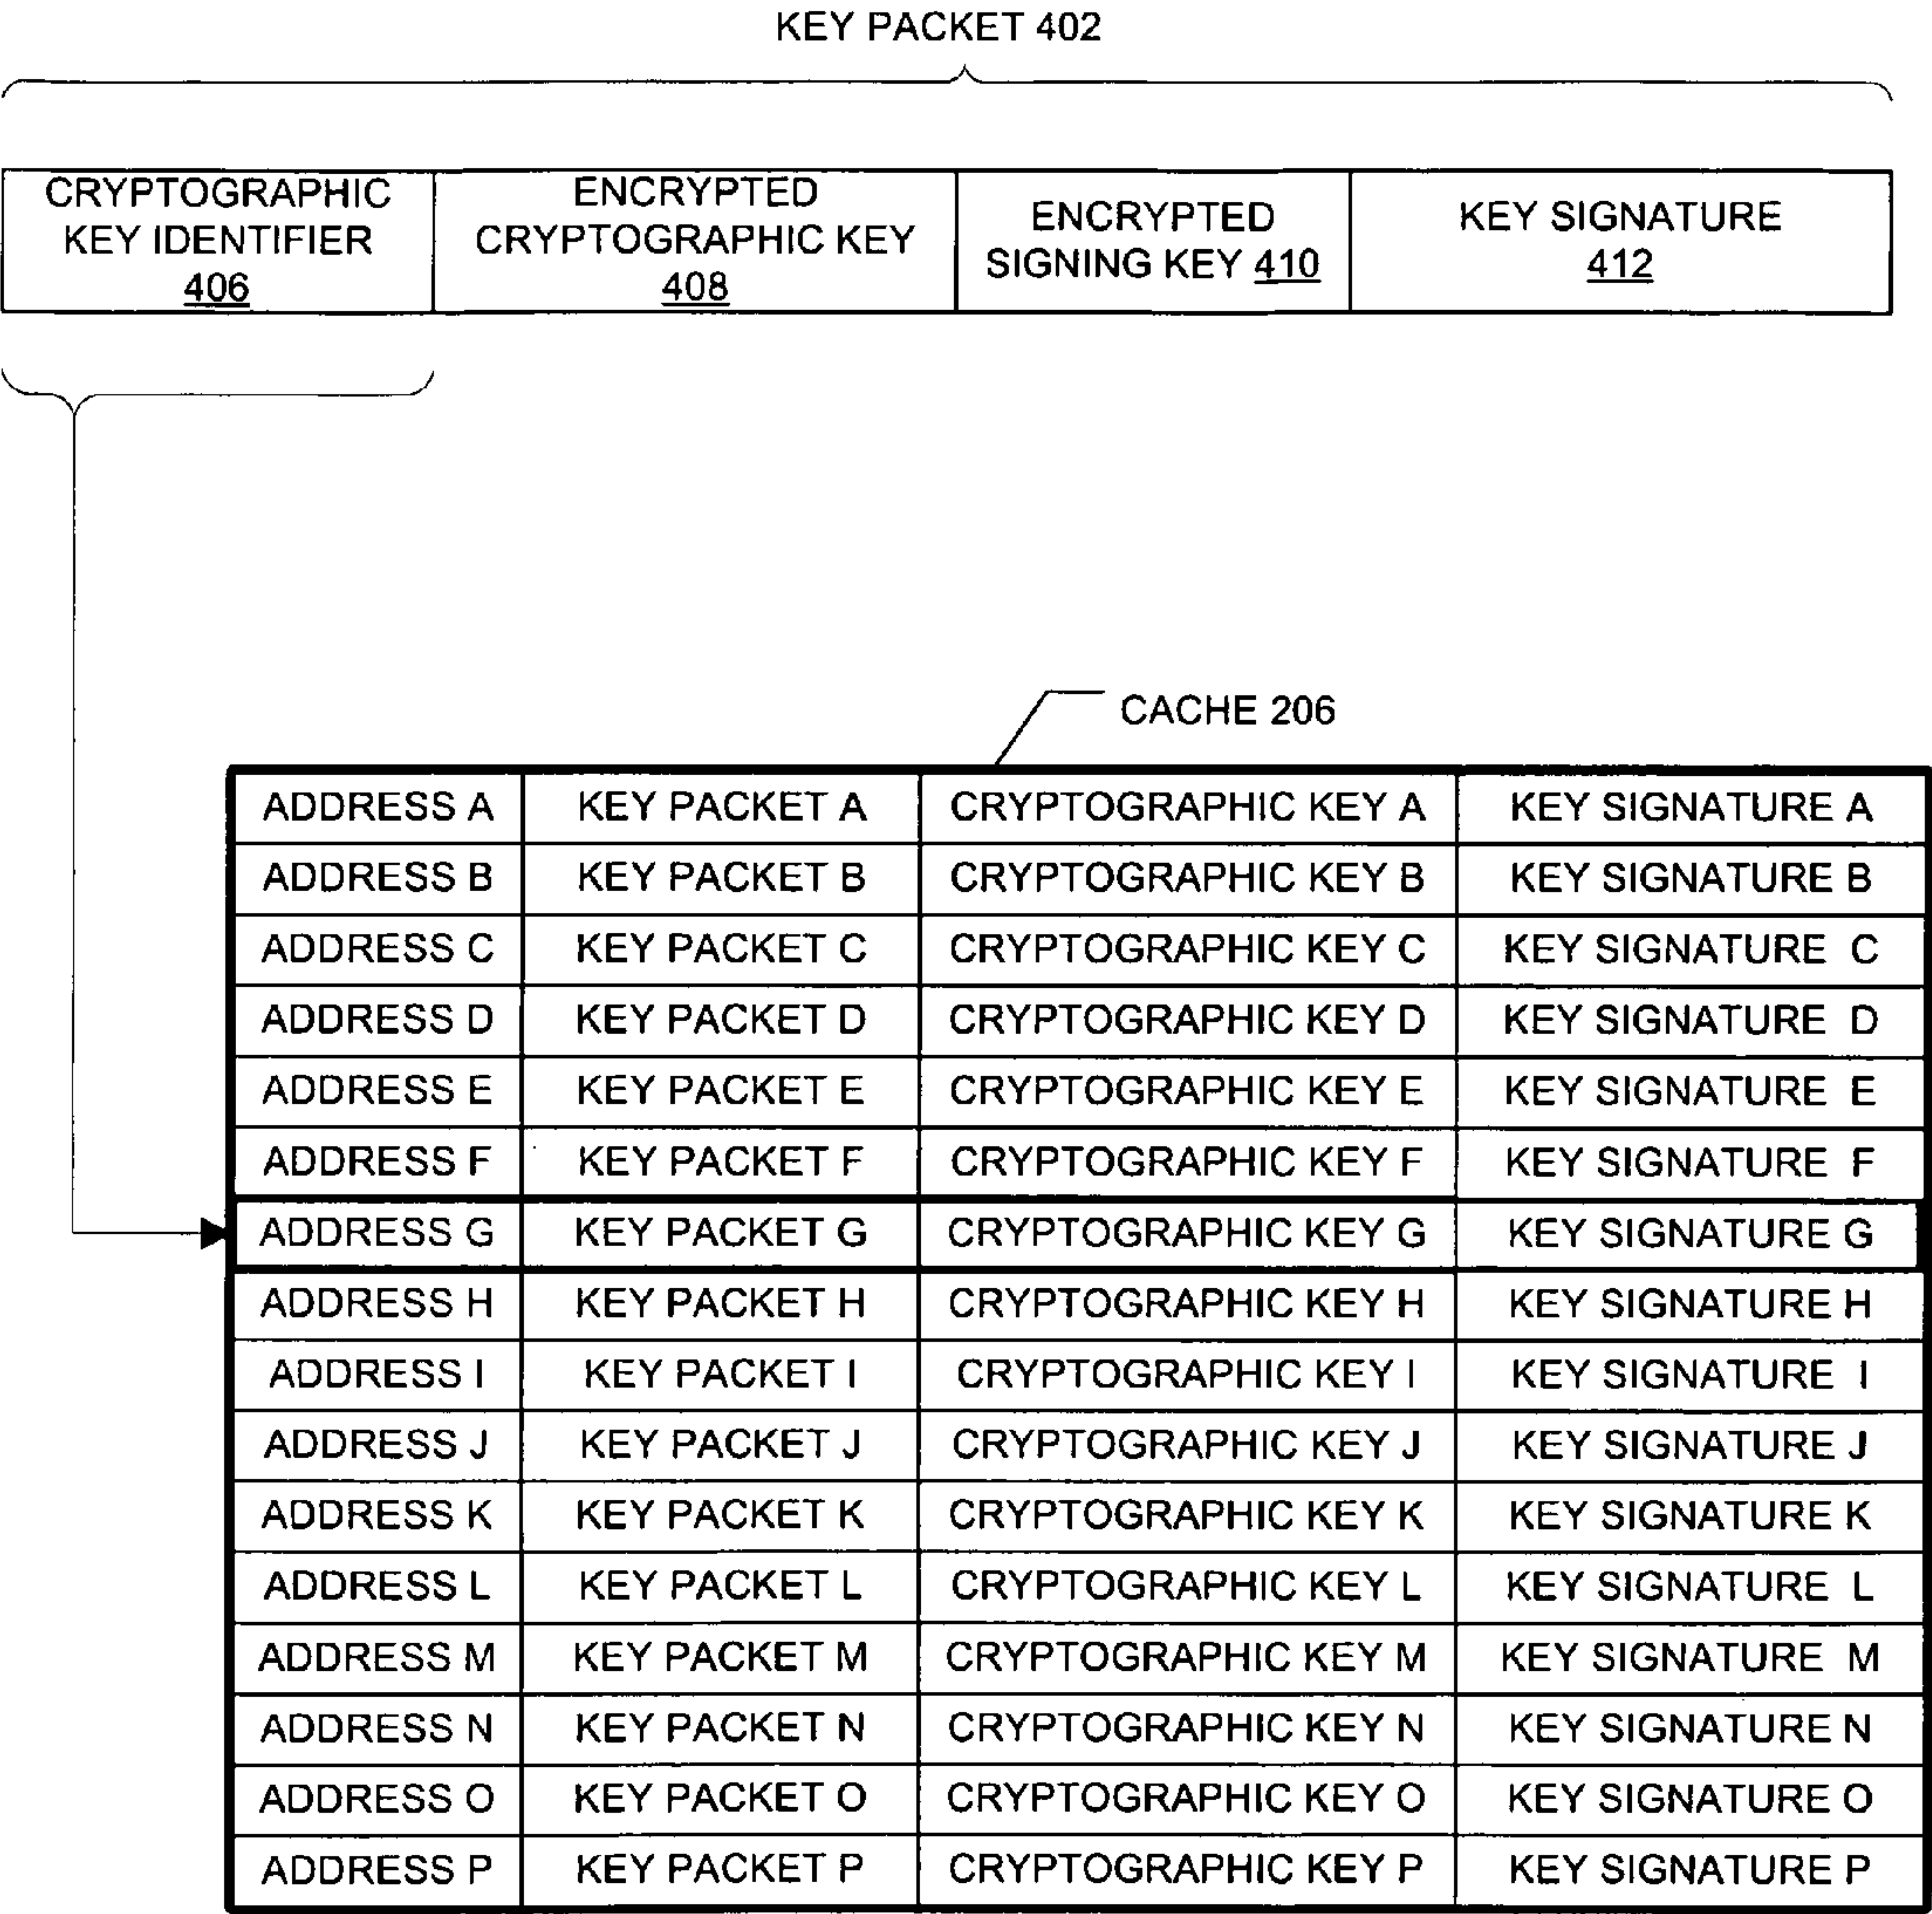 KEY PACKET 402
CRYPTOGRAPHIC
KEY IDENTIFIER
406
ENCRYPTED
CRYPTOGRAPHIC KEY
408
ENCRYPTED
SIGNING KEY 410
KEY SIGNATURE
412
CACHE 206
ADDRESS A KEY PACKET A CRYPTOGRAPHIC KEY A KEY SIGNATURE A
ADDRESS B KEY PACKET B CRYPTOGRAPHIC KEY B KEY SIGNATURE B
ADDRESS C KEY PACKET C CRYPTOGRAPHIC KEY C KEY SIGNATURE C
ADDRESS D KEY PACKET D CRYPTOGRAPHIC KEY D KEY SIGNATURE D
ADDRESS E KEY PACKET E CRYPTOGRAPHIC KEY E KEY SIGNATURE E
ADDRESS F KEY PACKET F CRYPTOGRAPHIC KEY F KEY SIGNATURE F
ADDRESS G KEY PACKET G CRYPTOGRAPHIC KEY G KEY SIGNATURE G
ADDRESS H KEY PACKET H CRYPTOGRAPHIC KEY H KEY SIGNATURE H
ADDRESS I KEY PACKET I CRYPTOGRAPHIC KEY I KEY SIGNATURE I
ADDRESS J KEY PACKET J CRYPTOGRAPHIC KEY J KEY SIGNATURE J
ADDRESS K KEY PACKET K CRYPTOGRAPHIC KEY K KEY SIGNATURE K
ADDRESS L KEY PACKET L CRYPTOGRAPHIC KEY L KEY SIGNATURE L
ADDRESS M KEY PACKET M CRYPTOGRAPHIC KEY M KEY SIGNATURE M
ADDRESS N KEY PACKET N CRYPTOGRAPHIC KEY N KEY SIGNATURE N
ADDRESS O KEY PACKET O CRYPTOGRAPHIC KEY O KEY SIGNATURE O
ADDRESS P KEY PACKET P CRYPTOGRAPHIC KEY P KEY SIGNATURE P